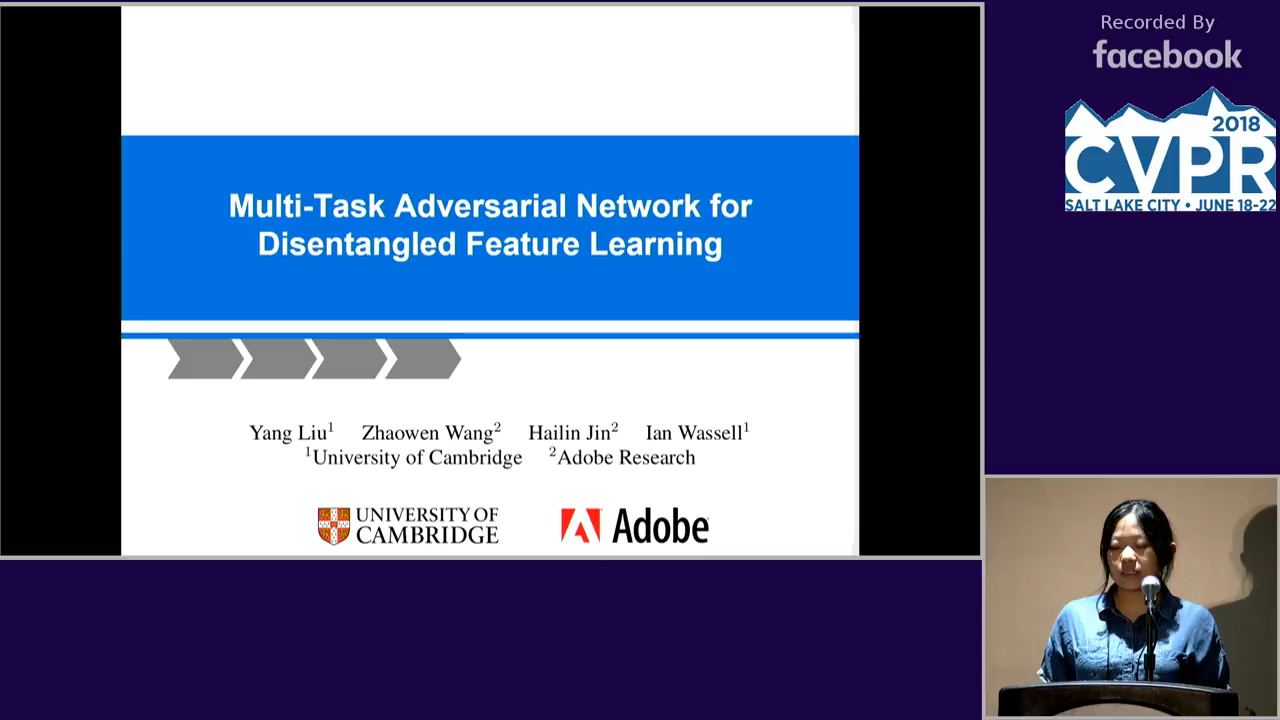 Recorded By
facebook
2018
CVPR
SALT LAKE CITY • JUNE 18-22
Multi-Task Adversarial Network for
Disentangled Feature Learning
Yang Liu¹ Zhaowen Wang² Hailin Jin² Ian Wassell¹
¹University of Cambridge ²Adobe Research
UNIVERSITY OF
CAMBRIDGE
Adobe